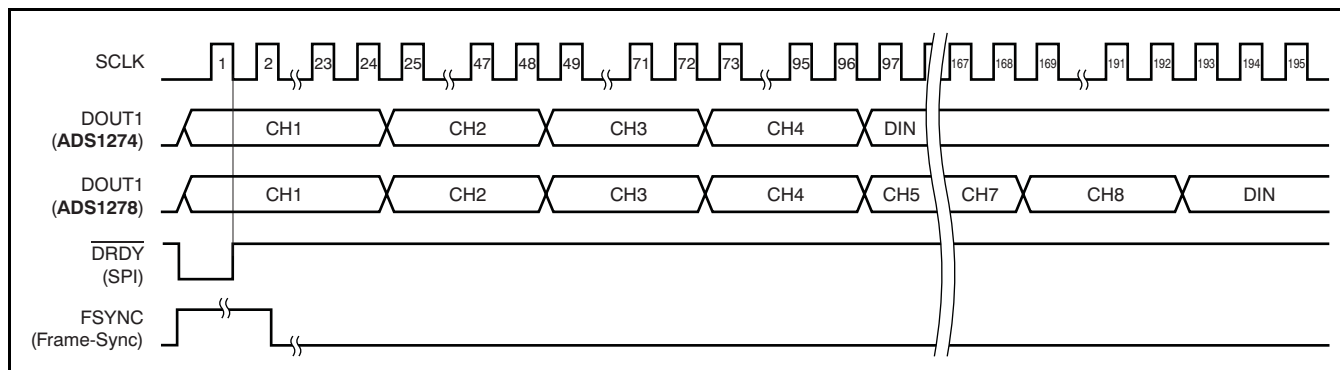 SCLK 1 2 23 24 25 47 48 49 71 72 73 95 96 97 167 168 169 191 192 193 194 195
DOUT1
(ADS1274)
CH1 CH2 CH3 CH4 DIN
DOUT1
(ADS1278)
CH1 CH2 CH3 CH4 CH5 CH7 CH8 DIN
DRDY
(SPI)
FSYNC
(Frame-Sync)